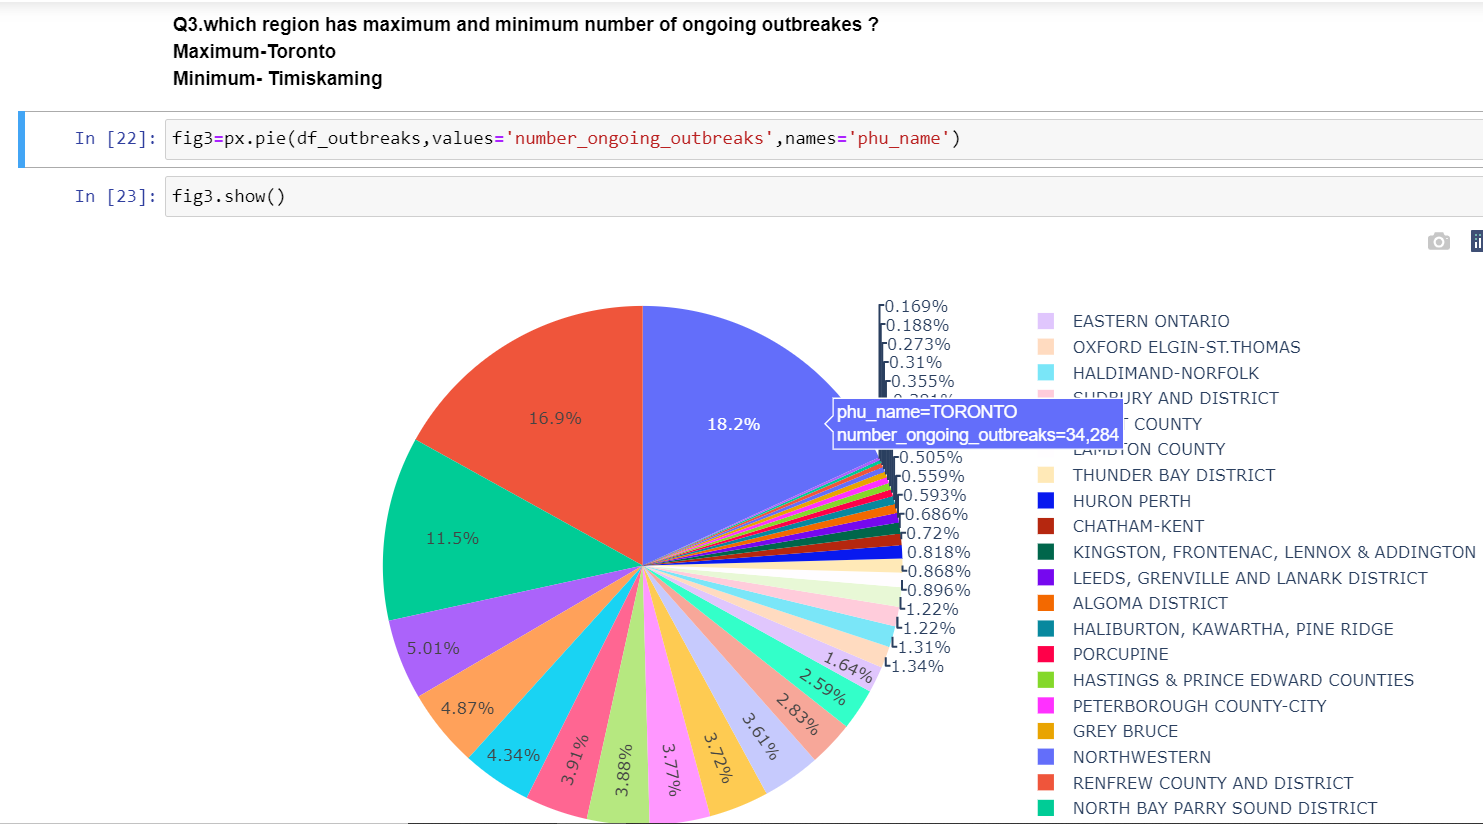 Q3.which region has maximum and minimum number of ongoing outbreakes ?
Maximum-Toronto
Minimum- Timiskaming
In [22]: fig3=px.pie(df_outbreaks,values='number_ongoing_outbreaks',names='phu_name')
In [23]: fig3.show()
18.2%
16.9%
11.5%
5.01%
4.87%
4.34%
3.91%
3.88%
3.77%
3.72%
3.61%
2.83%
2.59%
1.64%
0.169%
0.188%
0.273%
0.31%
0.355%
phu_name=TORONTO
number_ongoing_outbreaks=34,284
0.505%
0.559%
0.593%
0.686%
0.72%
0.818%
0.868%
0.896%
1.22%
1.22%
1.31%
1.34%
EASTERN ONTARIO
OXFORD ELGIN-ST.THOMAS
HALDIMAND-NORFOLK
SUDBURY AND DISTRICT
COUNTY
LAMBTON COUNTY
THUNDER BAY DISTRICT
HURON PERTH
CHATHAM-KENT
KINGSTON, FRONTENAC, LENNOX & ADDINGTON
LEEDS, GRENVILLE AND LANARK DISTRICT
ALGOMA DISTRICT
HALIBURTON, KAWARTHA, PINE RIDGE
PORCUPINE
HASTINGS & PRINCE EDWARD COUNTIES
PETERBOROUGH COUNTY-CITY
GREY BRUCE
NORTHWESTERN
RENFREW COUNTY AND DISTRICT
NORTH BAY PARRY SOUND DISTRICT